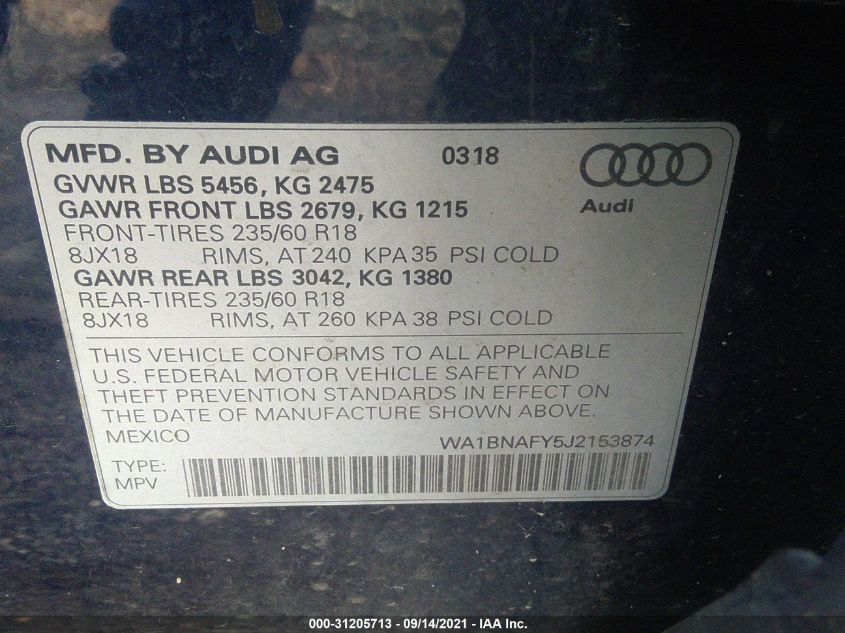 MFD. BY AUDI AG 0318
GVWR LBS 5456, KG 2475
GAWR FRONT LBS 2679, KG 1215
Audi
FRONT-TIRES 235/60 R18
8JX18 RIMS, AT 240 KPA 35 PSI COLD
GAWR REAR LBS 3042, KG 1380
REAR-TIRES 235/60 R18
8JX18 RIMS, AT 260 KPA 38 PSI COLD
THIS VEHICLE CONFORMS TO ALL APPLICABLE
U.S. FEDERAL MOTOR VEHICLE SAFETY AND
THEFT PREVENTION STANDARDS IN EFFECT ON
THE DATE OF MANUFACTURE SHOWN ABOVE.
MEXICO WA1BNAFY5J2153874
TYPE:
MPV
000-31205713 - 09/14/2021 - IAA Inc.